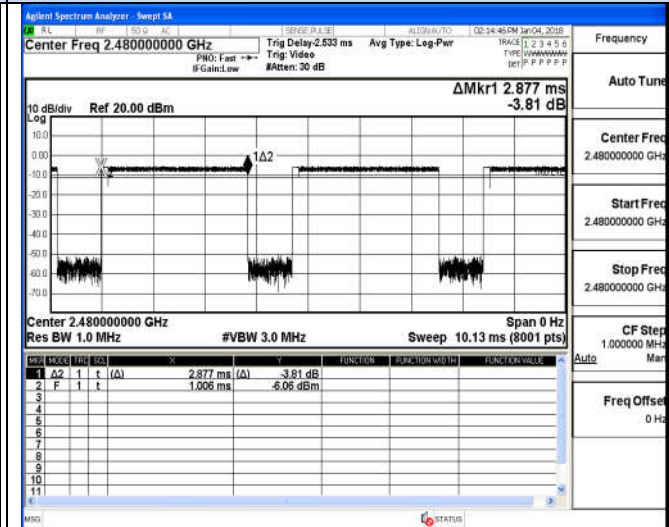 Agilent Spectrum Analyzer - Swept SA
RL RF 50 Ω AC SENSE:PULSE ALIGN AUTO 02:14:46 PM Jan 04, 2018
Center Freq 2.480000000 GHz
PNO: Fast
IFGain:Low
Trig Delay-2.533 ms
Trig: Video
#Atten: 30 dB
Avg Type: Log-Pwr
TRACE 1 2 3 4 5 6
TYPE
DET P P P P P P
ΔMkr1 2.877 ms
-3.81 dB
10 dB/div Ref 20.00 dBm
Log
10.0
0.00
-10.0
-20.0
-30.0
-40.0
-50.0
-60.0
-70.0
1Δ2
Center 2.480000000 GHz Span 0 Hz
Res BW 1.0 MHz #VBW 3.0 MHz Sweep 10.13 ms (8001 pts)
MKR MODE TRC SCL X Y FUNCTION FUNCTION WIDTH FUNCTION VALUE
1 Δ2 1 t (Δ) 2.877 ms (Δ) -3.81 dB
2 F 1 t 1.006 ms -6.06 dBm
3
4
5
6
7
8
9
10
11
MSG STATUS
Frequency
Auto Tune
Center Freq
2.480000000 GHz
Start Freq
2.480000000 GHz
Stop Freq
2.480000000 GHz
CF Step
1.000000 MHz
Auto Man
Freq Offset
0 Hz